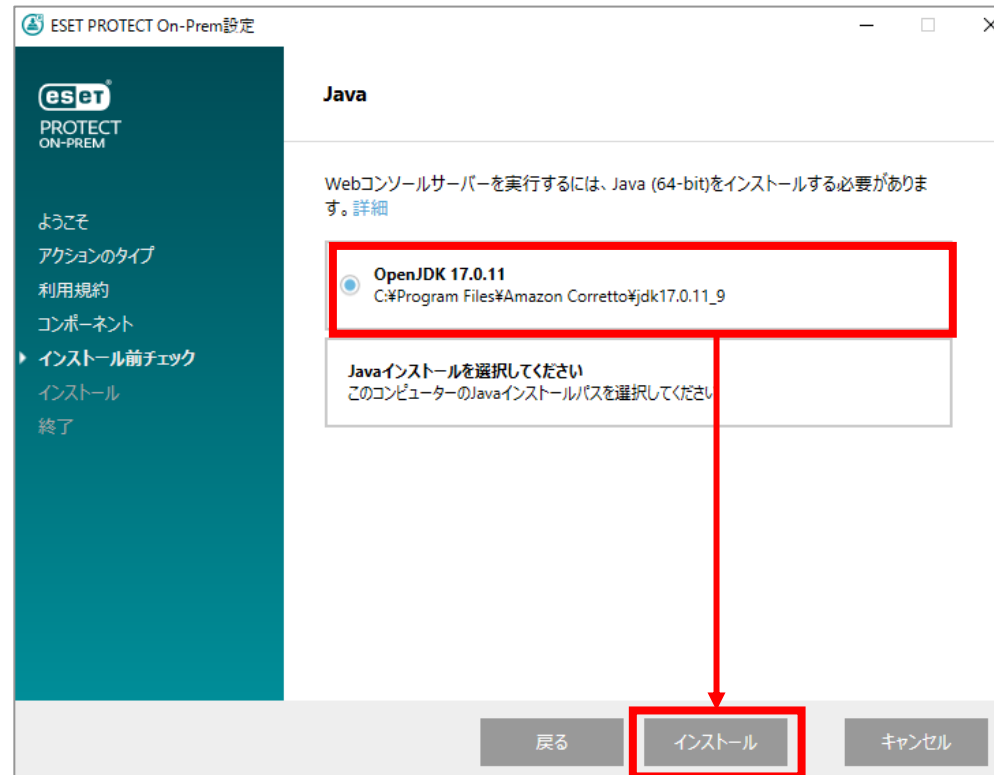 ESET PROTECT On-Prem設定
eset
PROTECT
ON-PREM
ようこそ
アクションのタイプ
利用規約
コンポーネント
インストール前チェック
インストール
終了
Java
Webコンソールサーバーを実行するには、Java (64-bit)をインストールする必要がありま
す。詳細
OpenJDK 17.0.11
C:¥Program Files¥Amazon Corretto¥jdk17.0.11_9
Javaインストールを選択してください
このコンピューターのJavaインストールパスを選択してください
戻る
インストール
キャンセル